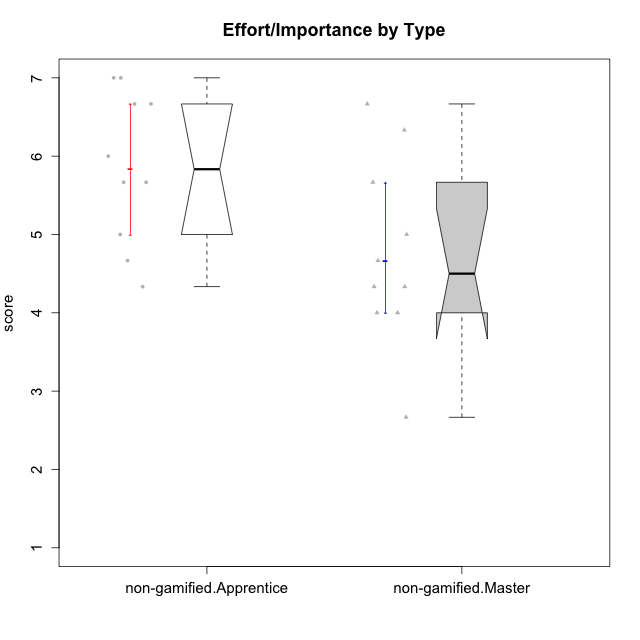 Effort/Importance by Type
score
7
6
5
4
3
2
1
non-gamified.Apprentice
non-gamified.Master